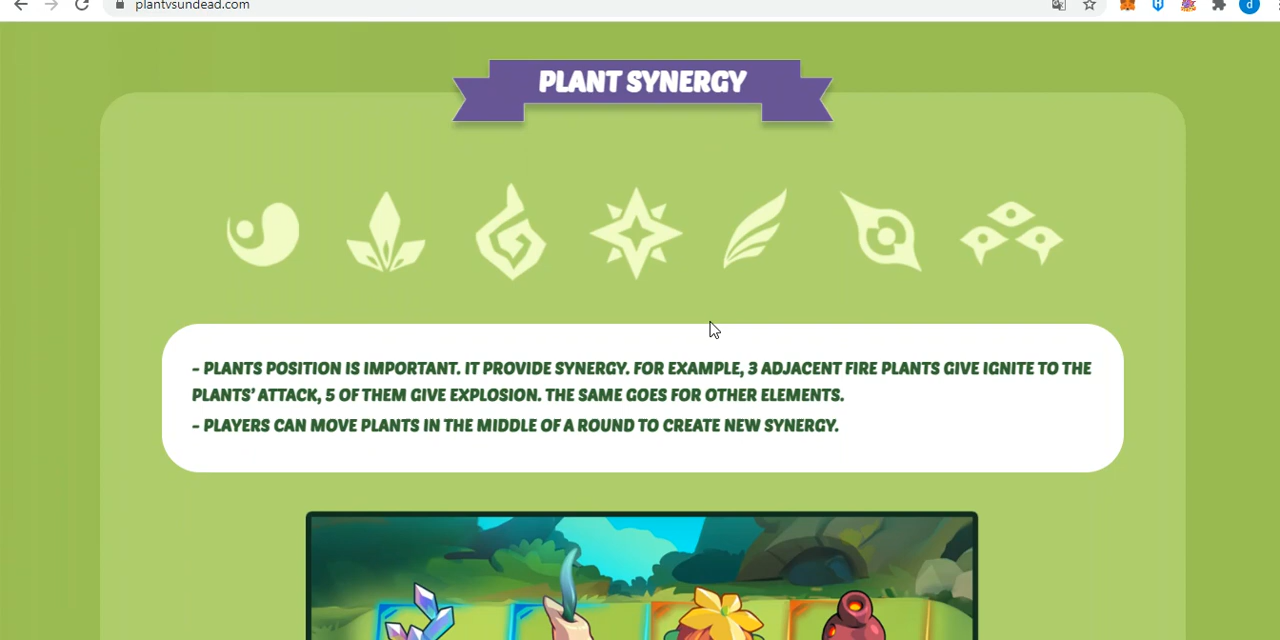 plantvsundead.com
d
PLANT SYNERGY
- PLANTS POSITION IS IMPORTANT. IT PROVIDE SYNERGY. FOR EXAMPLE, 3 ADJACENT FIRE PLANTS GIVE IGNITE TO THE
PLANTS' ATTACK, 5 OF THEM GIVE EXPLOSION. THE SAME GOES FOR OTHER ELEMENTS.
- PLAYERS CAN MOVE PLANTS IN THE MIDDLE OF A ROUND TO CREATE NEW SYNERGY.